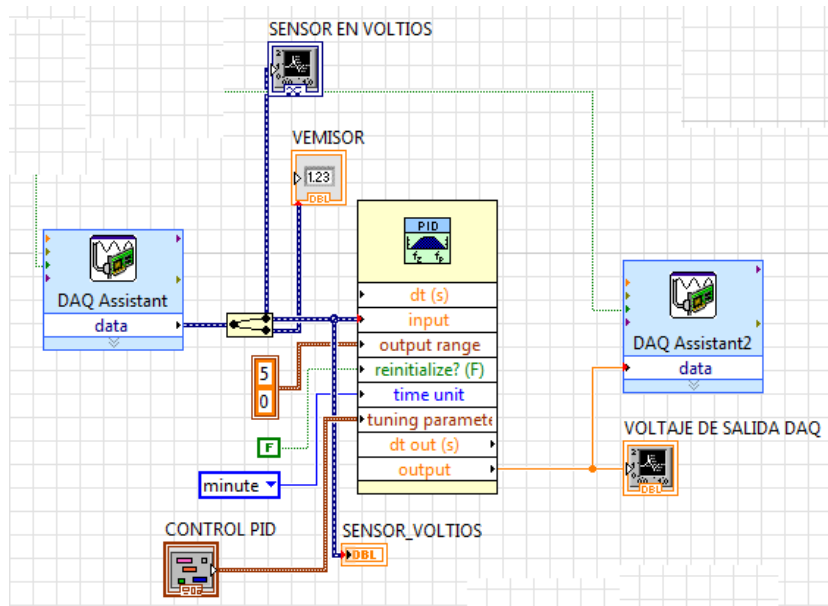 SENSOR EN VOLTIOS
VEMISOR
1.23
DBL
PID
DAQ Assistant
data
dt (s)
input
output range
reinitialize? (F)
time unit
tuning paramete
dt out (s)
output
5
0
F
minute
CONTROL PID
SENSOR_VOLTIOS
DBL
DAQ Assistant2
data
VOLTAJE DE SALIDA DAQ
DBL